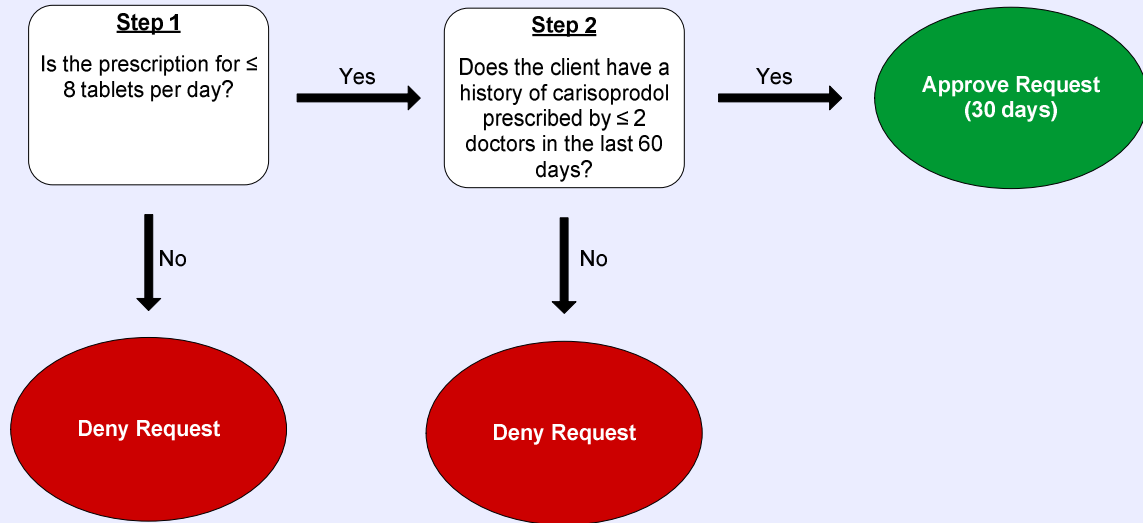 Step 1
Is the prescription for ≤
8 tablets per day?
Yes
Step 2
Does the client have a
history of carisoprodol
prescribed by ≤ 2
doctors in the last 60
days?
Yes
Approve Request
(30 days)
No
No
Deny Request
Deny Request